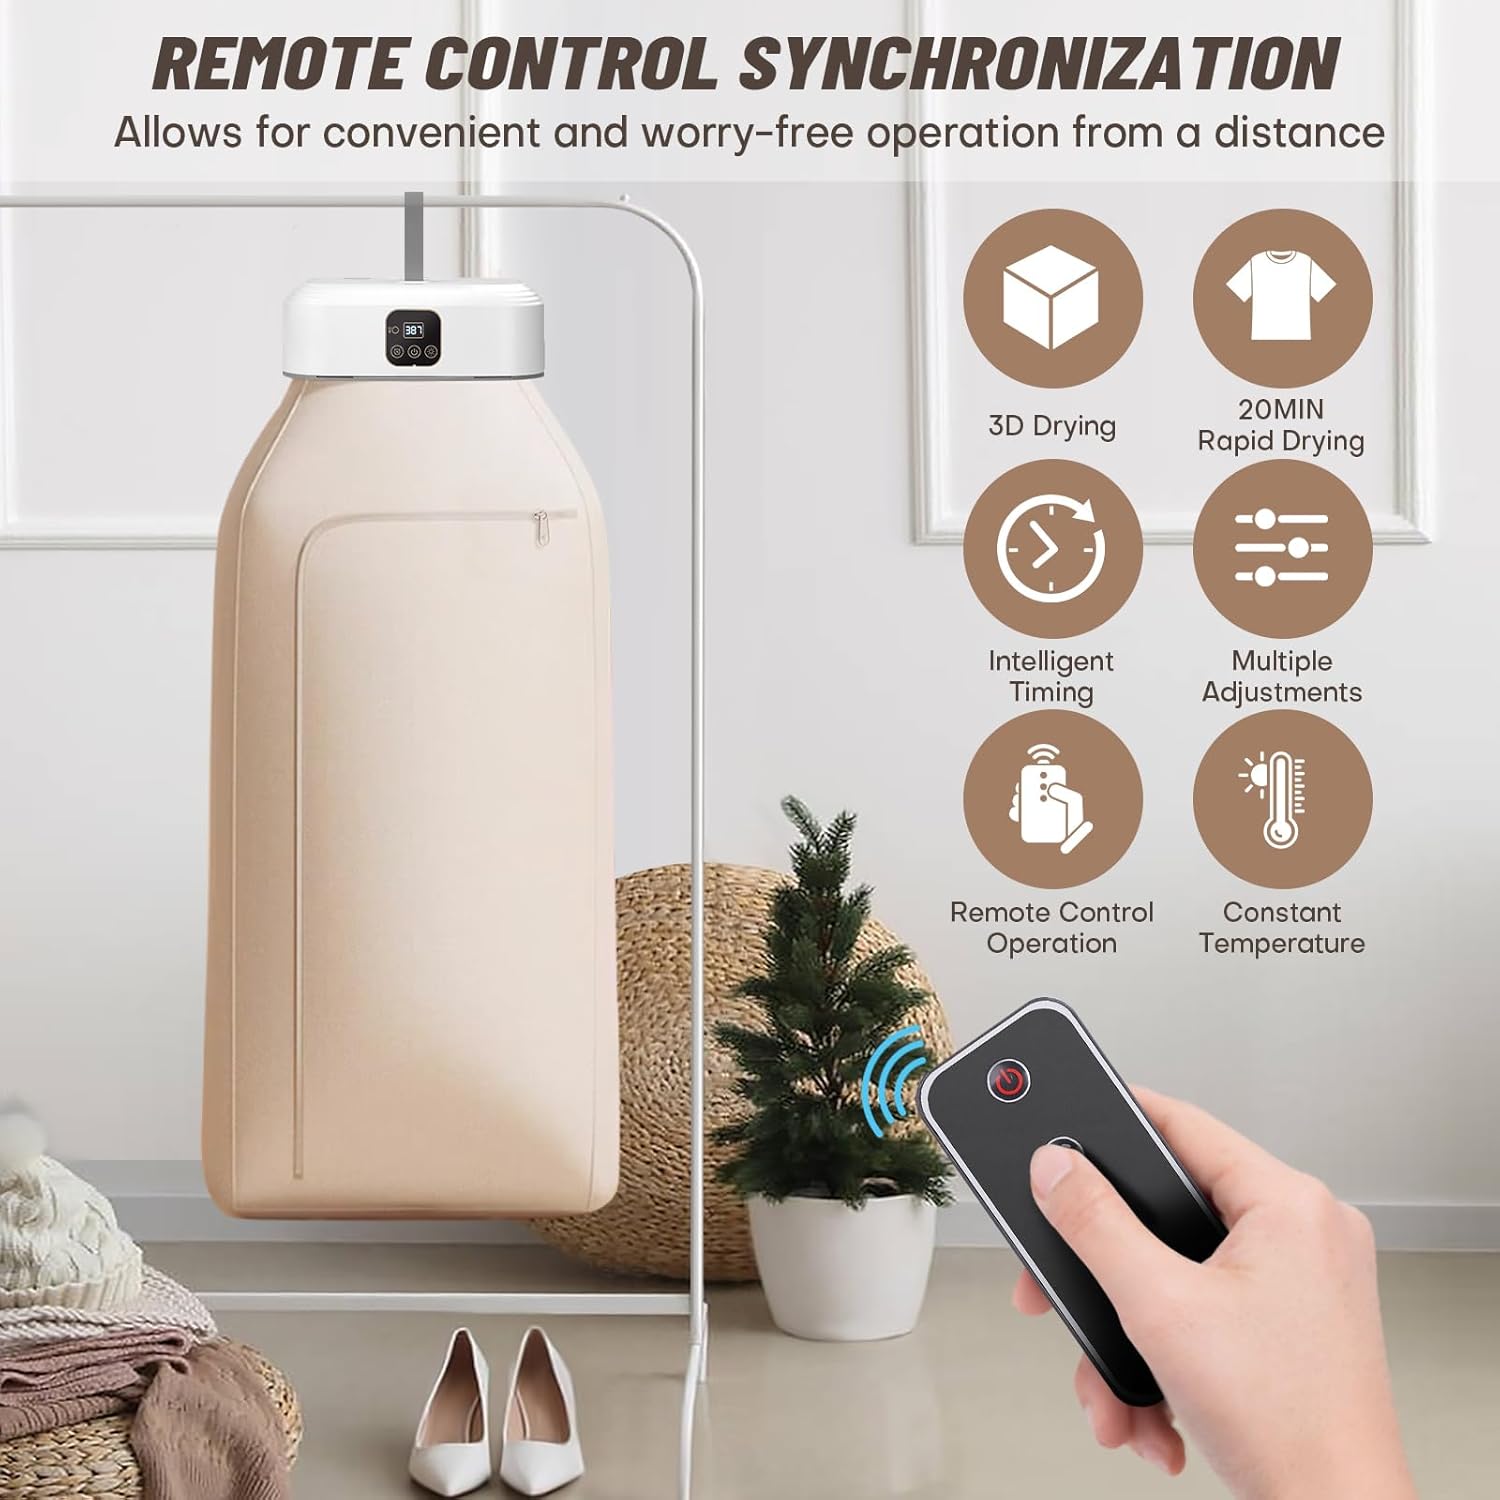 REMOTE CONTROL SYNCHRONIZATION
Allows for convenient and worry-free operation from a distance
387
3D Drying
20MIN
Rapid Drying
Intelligent
Timing
Multiple
Adjustments
Remote Control
Operation
Constant
Temperature